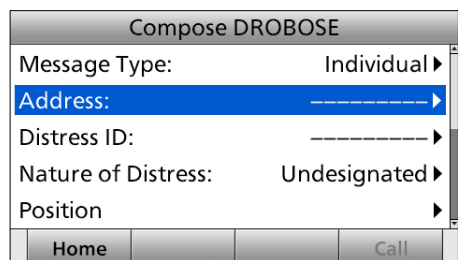 Compose DROBOSE
Message Type: Individual
Address: ---------
Distress ID: ---------
Nature of Distress: Undesignated
Position
Home Call